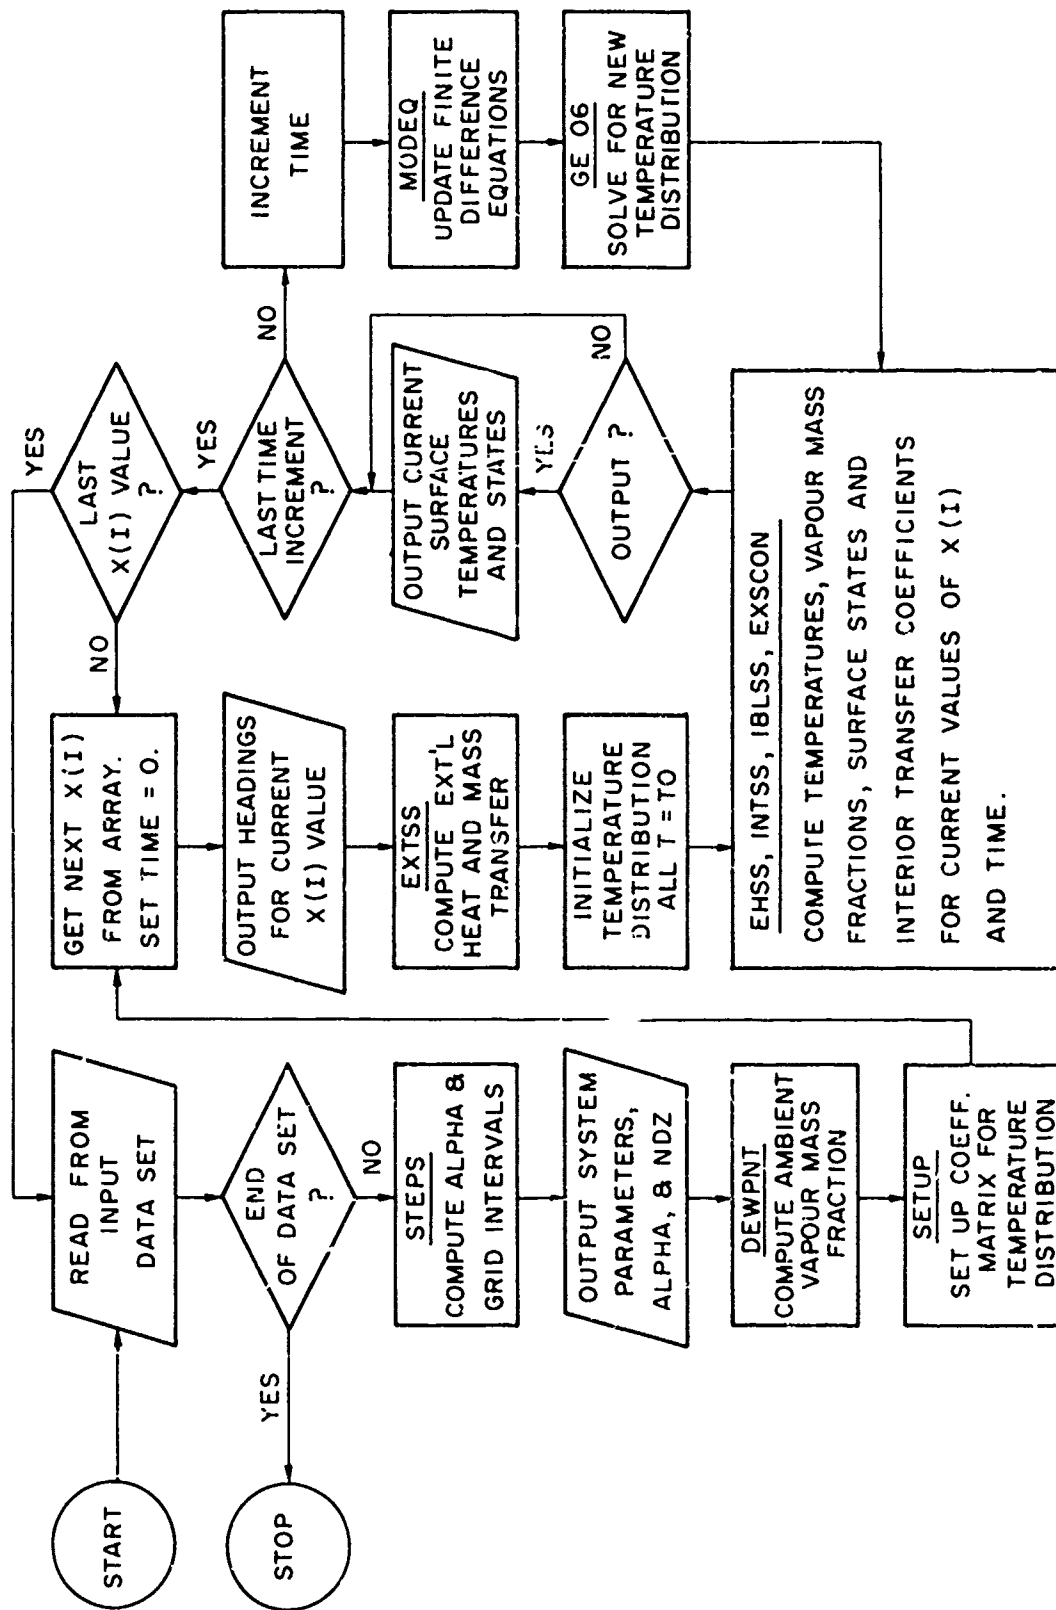 START
STOP
READ FROM
INPUT
DATA SET
END
OF DATA SET
?
YES
NO
STEPS
COMPUTE ALPHA &
GRID INTERVALS
OUTPUT SYSTEM
PARAMETERS,
ALPHA, & NDZ
DEWPNT
COMPUTE AMBIENT
VAPOUR MASS
FRACTION
SETUP
SET UP COEFF.
MATRIX FOR
TEMPERATURE
DISTRIBUTION
GET NEXT X(I)
FROM ARRAY.
SET TIME = 0.
OUTPUT HEADINGS
FOR CURRENT
X(I) VALUE
EXTSS
COMPUTE EXT'L
HEAT AND MASS
TRANSFER
INITIALIZE
TEMPERATURE
DISTRIBUTION
ALL T = TO
EHSS, INTSS, IBLSS, EXSCON
COMPUTE TEMPERATURES, VAPOUR MASS
FRACTIONS, SURFACE STATES AND
INTERIOR TRANSFER COEFFICIENTS
FOR CURRENT VALUES OF X(I)
AND TIME.
OUTPUT ?
YES
NO
OUTPUT CURRENT
SURFACE
TEMPERATURES
AND STATES
LAST TIME
INCREMENT
?
YES
NO
LAST
X(I) VALUE
?
YES
NO
INCREMENT
TIME
MODEQ
UPDATE FINITE
DIFFERENCE
EQUATIONS
GE 06
SOLVE FOR NEW
TEMPERATURE
DISTRIBUTION